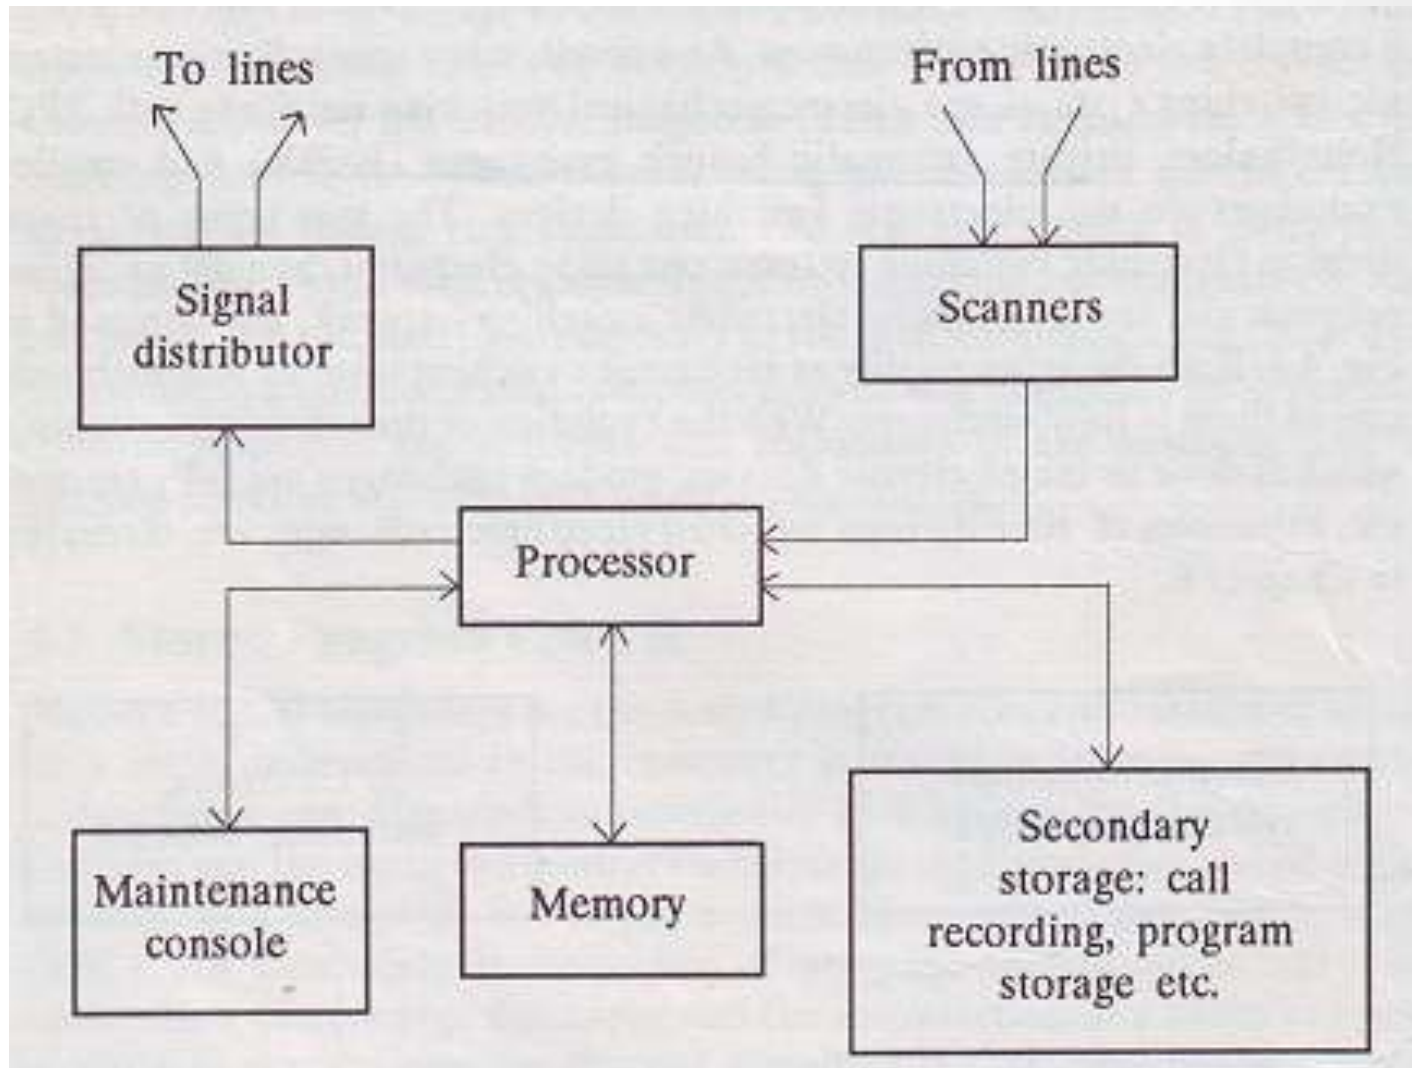 To lines
From lines
Signal
distributor
Scanners
Processor
Maintenance
console
Memory
Secondary
storage: call
recording, program
storage etc.